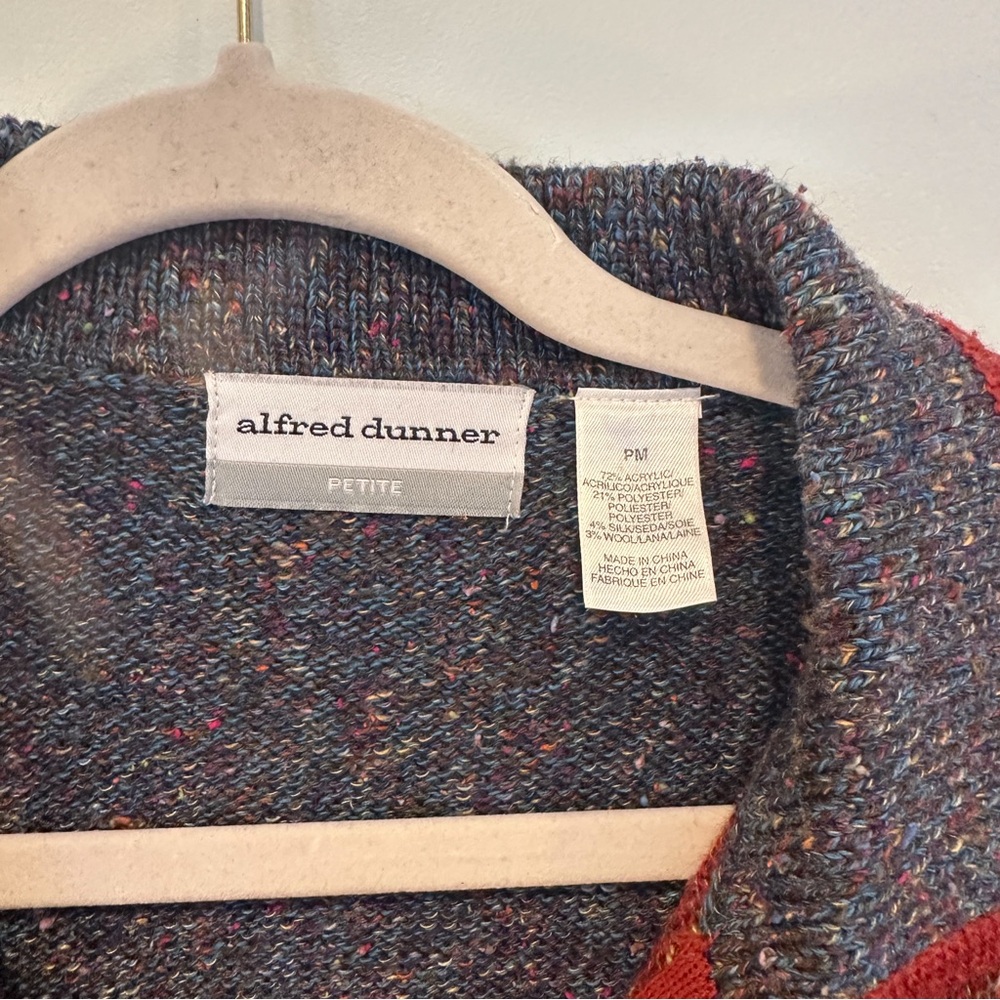 alfred dunner
PETITE
PM
72% ACRYLIC/
ACRILICO/ACRYLIQUE
21% POLYESTER/
POLIESTER/
POLYESTER
4% SILK/SEDA/SOIE
3% WOOL/LANA/LAINE
MADE IN CHINA
HECHO EN CHINA
FABRIQUÉ EN CHINE